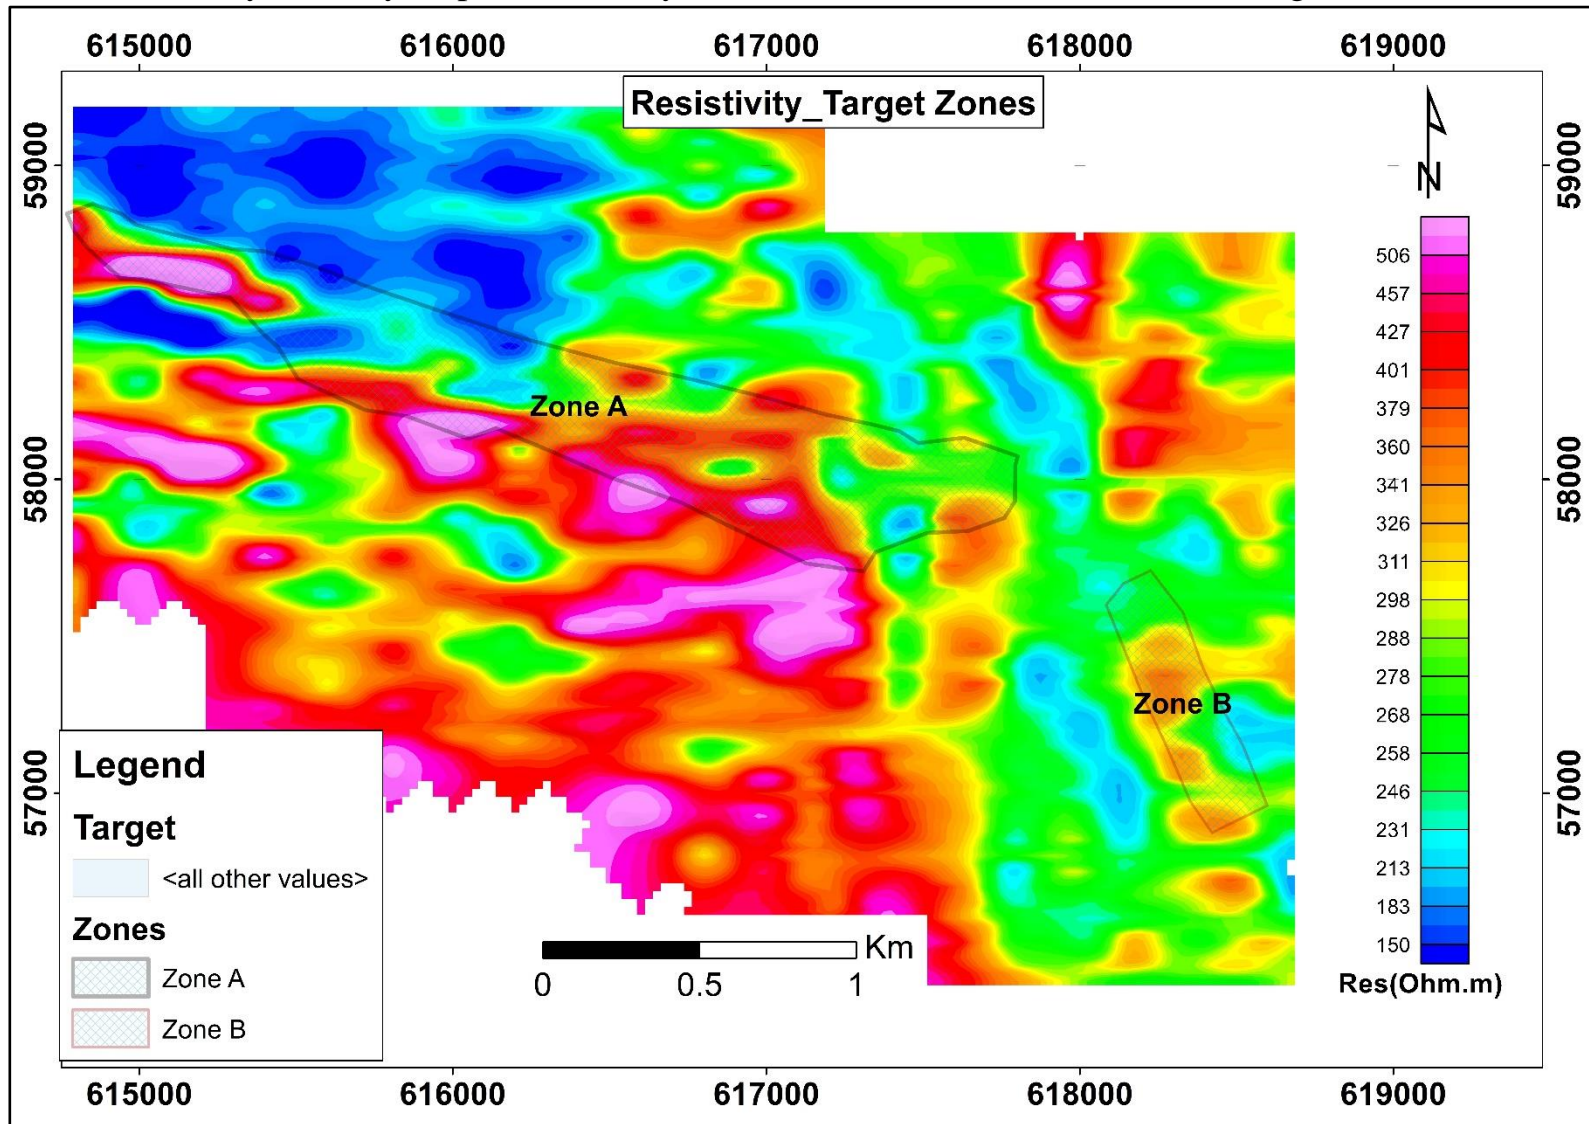 615000 616000 617000 618000 619000
Resistivity_Target Zones
59000 59000
N
58000 58000
57000 57000
Zone A
Zone B
506
457
427
401
379
360
341
326
311
298
288
278
268
258
246
231
213
183
150
Res(Ohm.m)
Legend
Target
<all other values>
Zones
Zone A
Zone B
Km
0 0.5 1
615000 616000 617000 618000 619000